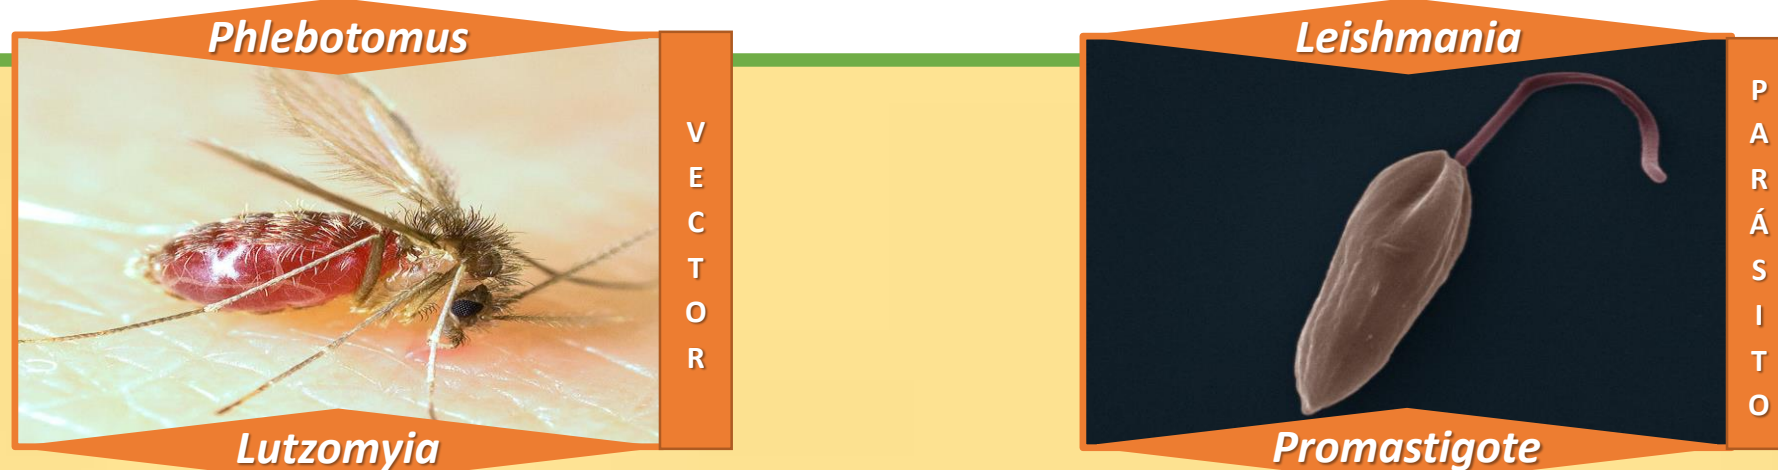 Phlebotomus
VECTOR
Lutzomyia
Leishmania
PARÁSITO
Promastigote